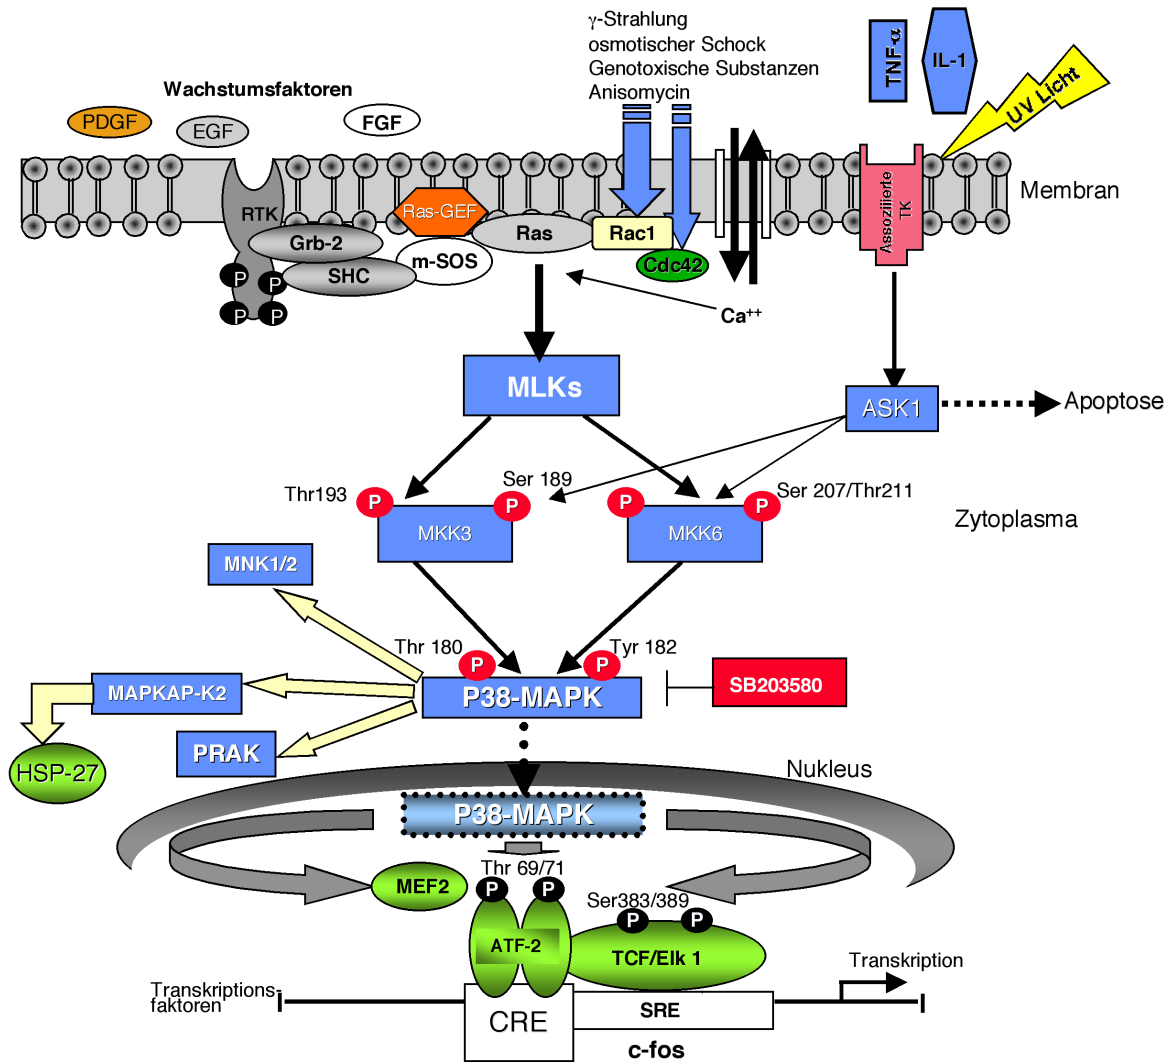 γ-Strahlung
osmotischer Schock
Genotoxische Substanzen
Anisomycin
TNF-α
IL-1
UV Licht
Wachstumsfaktoren
PDGF
EGF
FGF
Membran
RTK
Ras-GEF
Assoziierte
TK
Grb-2
Ras
Rac1
SHC
m-SOS
Cdc42
P
P
P
P
Ca++
MLKs
ASK1
Apoptose
Thr193
Ser 189
Ser 207/Thr211
P
P
P
P
MKK3
MKK6
Zytoplasma
MNK1/2
Thr 180
Tyr 182
P
P
MAPKAP-K2
P38-MAPK
SB203580
PRAK
HSP-27
Nukleus
P38-MAPK
Thr 69/71
MEF2
P
P
Ser383/389
P
P
ATF-2
TCF/Elk 1
Transkription
Transkriptions-
faktoren
CRE
SRE
c-fos